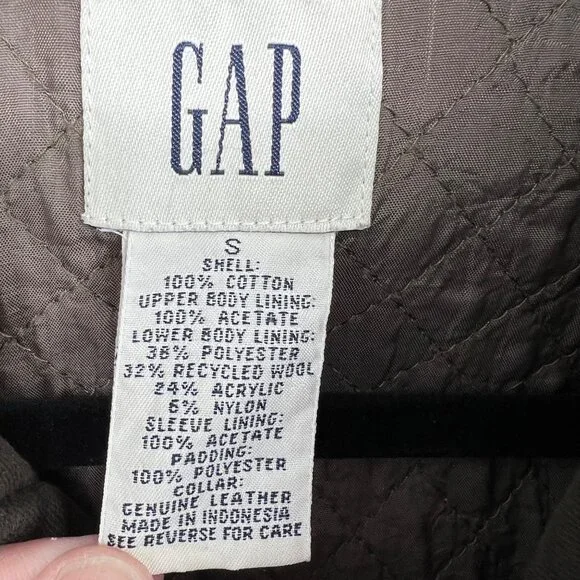 GAP
S
SHELL:
100% COTTON
UPPER BODY LINING:
100% ACETATE
LOWER BODY LINING:
38% POLYESTER
32% RECYCLED WOOL
24% ACRYLIC
6% NYLON
SLEEVE LINING:
100% ACETATE
PADDING:
100% POLYESTER
COLLAR:
GENUINE LEATHER
MADE IN INDONESIA
SEE REVERSE FOR CARE